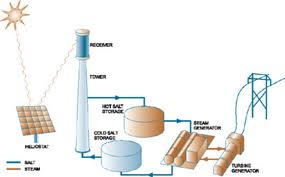 RECEIVER
TOWER
HOT SALT
STORAGE
STEAM
GENERATOR
COLD SALT
STORAGE
HELIOSTAT
SALT
STEAM
TURBINE
GENERATOR